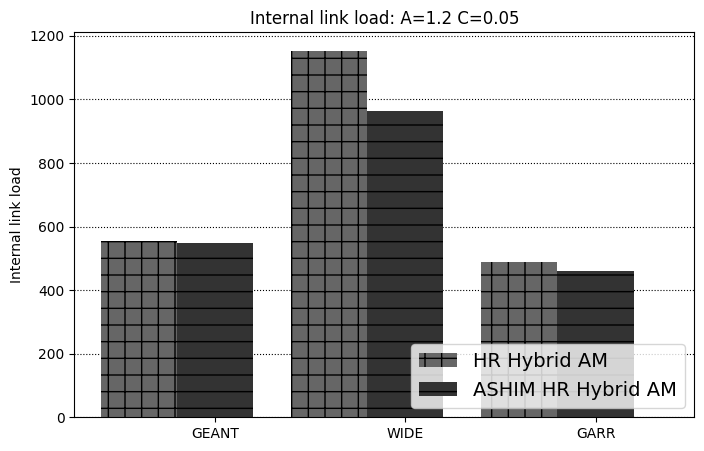 Internal link load: A=1.2 C=0.05
1200
1000
800
600
400
200
0
Internal link load
HR Hybrid AM
ASHIM HR Hybrid AM
GEANT WIDE GARR